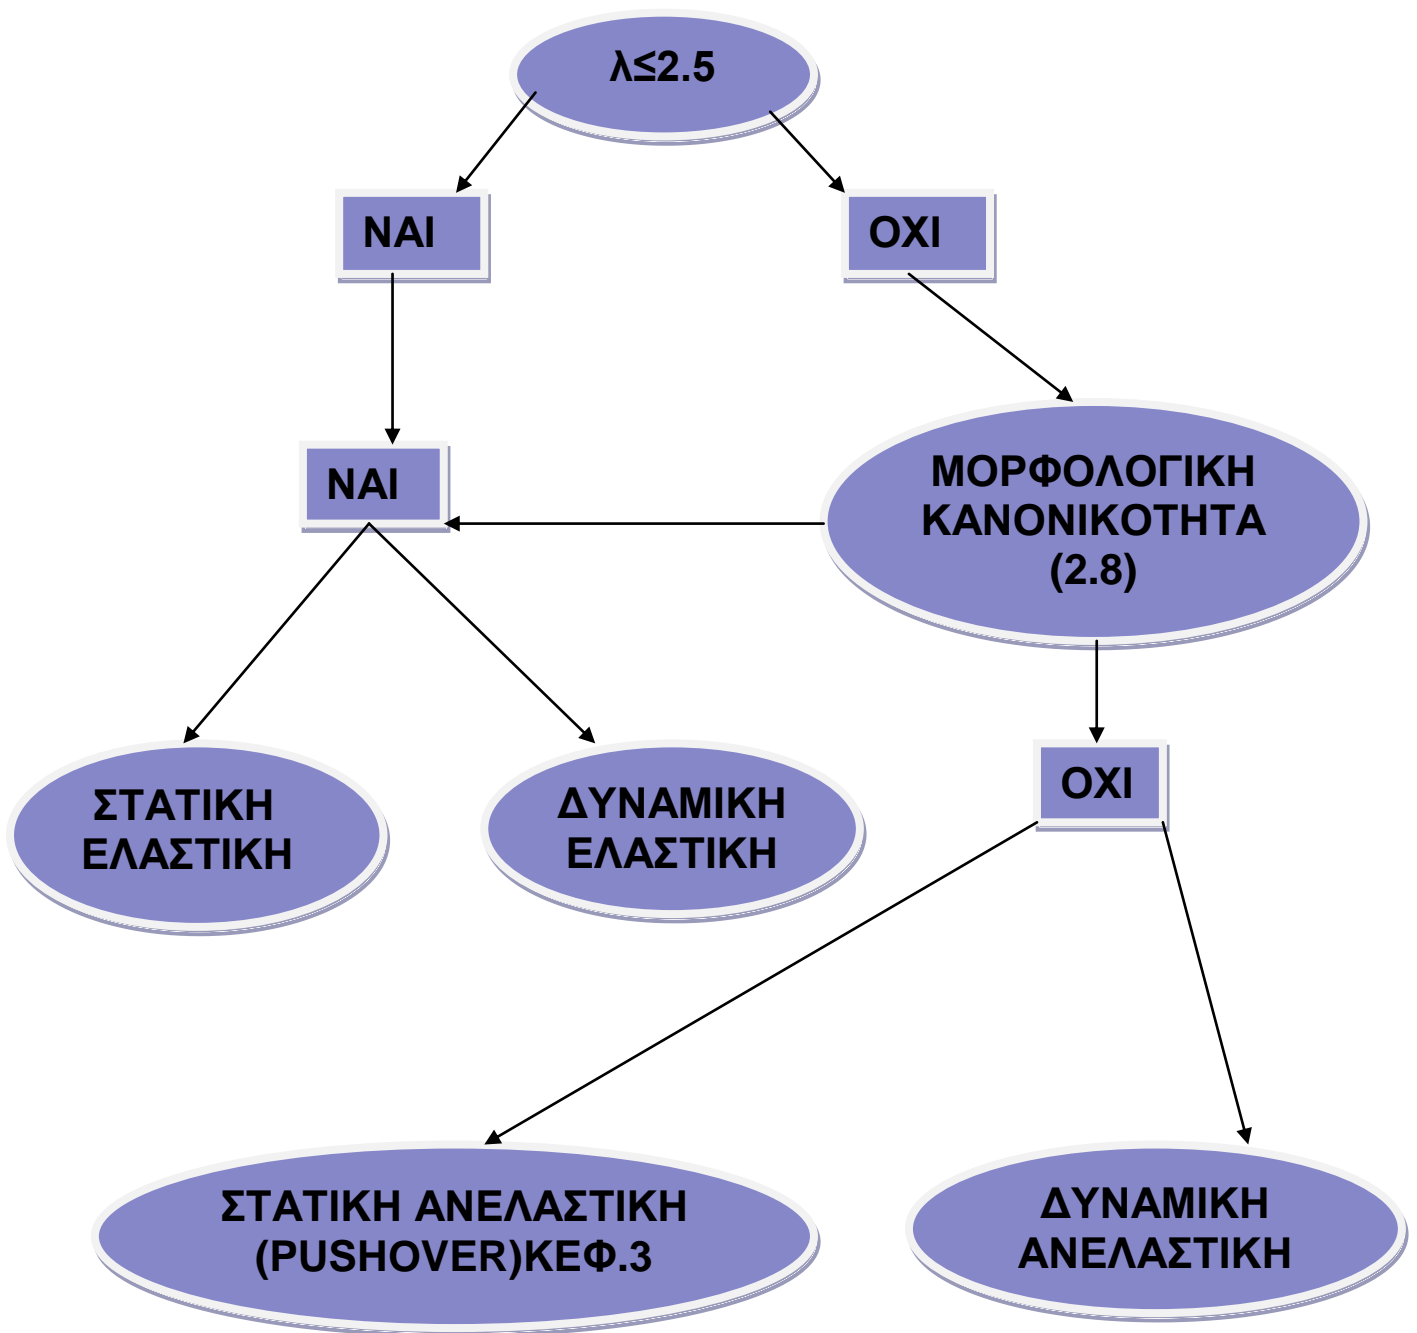 λ≤2.5
ΝΑΙ
ΟΧΙ
ΝΑΙ
ΜΟΡΦΟΛΟΓΙΚΗ
ΚΑΝΟΝΙΚΟΤΗΤΑ
(2.8)
ΟΧΙ
ΣΤΑΤΙΚΗ
ΕΛΑΣΤΙΚΗ
ΔΥΝΑΜΙΚΗ
ΕΛΑΣΤΙΚΗ
ΣΤΑΤΙΚΗ ΑΝΕΛΑΣΤΙΚΗ
(PUSHOVER)ΚΕΦ.3
ΔΥΝΑΜΙΚΗ
ΑΝΕΛΑΣΤΙΚΗ